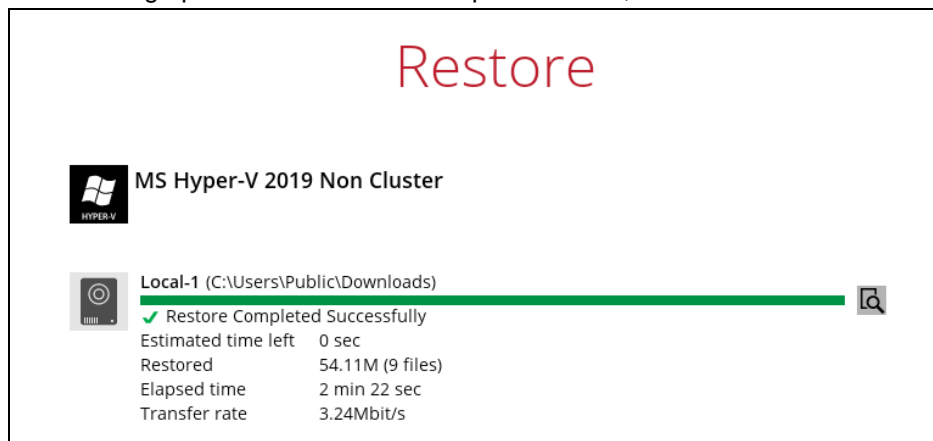 Restore
MS Hyper-V 2019 Non Cluster
HYPER-V
Local-1 (C:\Users\Public\Downloads)
Restore Completed Successfully
Estimated time left 0 sec
Restored 54.11M (9 files)
Elapsed time 2 min 22 sec
Transfer rate 3.24Mbit/s